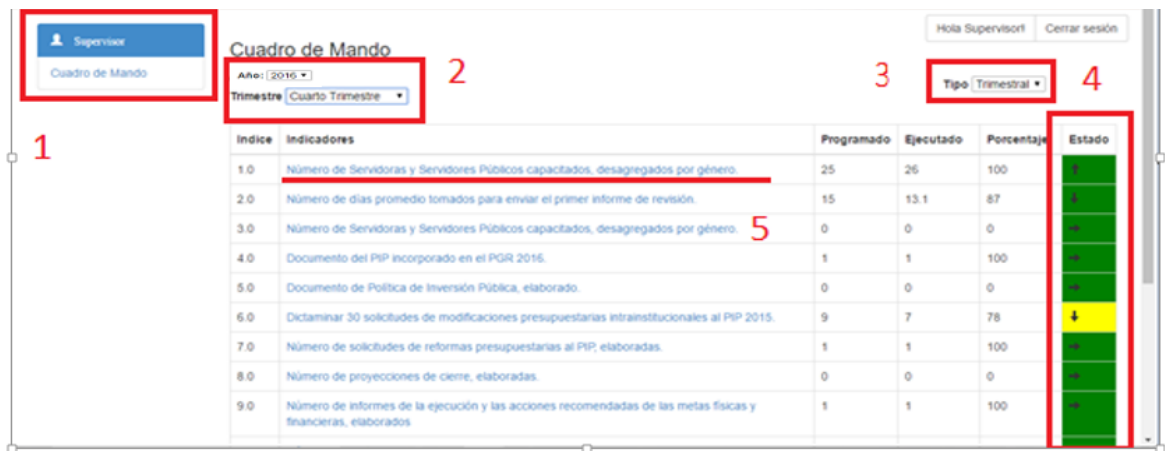 Supervisor
Cuadro de Mando
Hola Supervisor! Cerrar sesión
Cuadro de Mando
Año: 2016
Trimestre Cuarto Trimestre
Tipo Trimestral
1
2
3
4
Indice Indicadores Programado Ejecutado Porcentaje Estado
1.0 Número de Servidoras y Servidores Públicos capacitados, desagregados por género. 25 26 100
2.0 Número de días promedio tomados para enviar el primer informe de revisión. 15 13.1 87
3.0 Número de Servidoras y Servidores Públicos capacitados, desagregados por género. 0 0 0
5
4.0 Documento del PIP incorporado en el PGR 2016. 1 1 100
5.0 Documento de Política de Inversión Pública, elaborado. 0 0 0
6.0 Dictaminar 30 solicitudes de modificaciones presupuestarias intrainstitucionales al PIP 2015. 9 7 78
7.0 Número de solicitudes de reformas presupuestarias al PIP, elaboradas. 1 1 100
8.0 Número de proyecciones de cierre, elaboradas. 0 0 0
9.0 Número de informes de la ejecución y las acciones recomendadas de las metas físicas y 1 1 100
financieras, elaborados